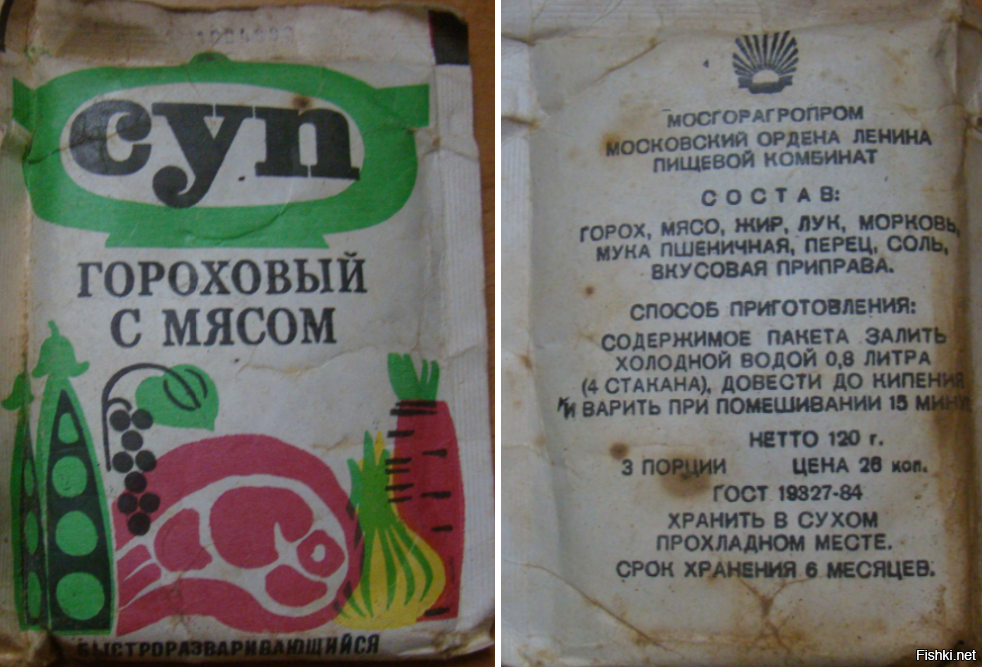 суп
ГОРОХОВЫЙ
С МЯСОМ
БЫСТРОРАЗВАРИВАЮЩИЙСЯ
МОСГОРАГРОПРОМ
МОСКОВСКИЙ ОРДЕНА ЛЕНИНА
ПИЩЕВОЙ КОМБИНАТ
СОСТАВ:
ГОРОХ, МЯСО, ЖИР, ЛУК, МОРКОВЬ,
МУКА ПШЕНИЧНАЯ, ПЕРЕЦ, СОЛЬ,
ВКУСОВАЯ ПРИПРАВА.
СПОСОБ ПРИГОТОВЛЕНИЯ:
СОДЕРЖИМОЕ ПАКЕТА ЗАЛИТЬ
ХОЛОДНОЙ ВОДОЙ 0,8 ЛИТРА
(4 СТАКАНА), ДОВЕСТИ ДО КИПЕНИЯ
И ВАРИТЬ ПРИ ПОМЕШИВАНИИ 15
НЕТТО 120 г.
3 ПОРЦИИ ЦЕНА 26 коп.
ГОСТ 19327-84
ХРАНИТЬ В СУХОМ
ПРОХЛАДНОМ МЕСТЕ.
СРОК ХРАНЕНИЯ 6 МЕСЯЦЕВ.
Fishki.net